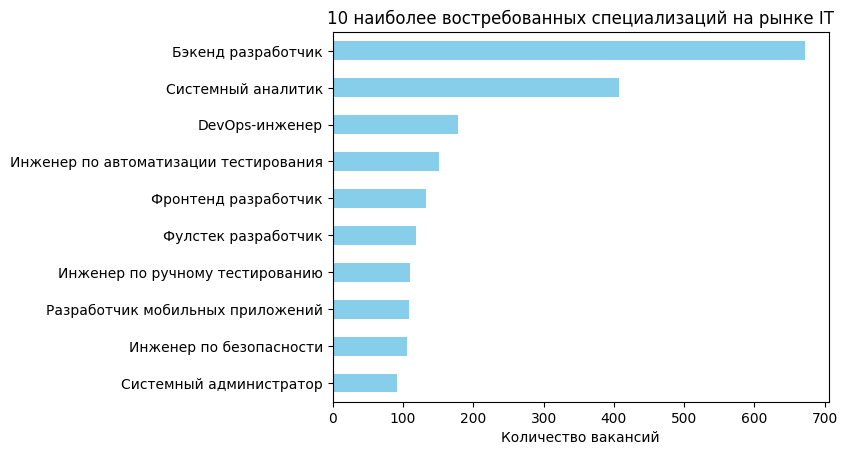 10 наиболее востребованных специализаций на рынке IT
Бэкенд разработчик
Системный аналитик
DevOps-инженер
Инженер по автоматизации тестирования
Фронтенд разработчик
Фулстек разработчик
Инженер по ручному тестированию
Разработчик мобильных приложений
Инженер по безопасности
Системный администратор
0 100 200 300 400 500 600 700
Количество вакансий